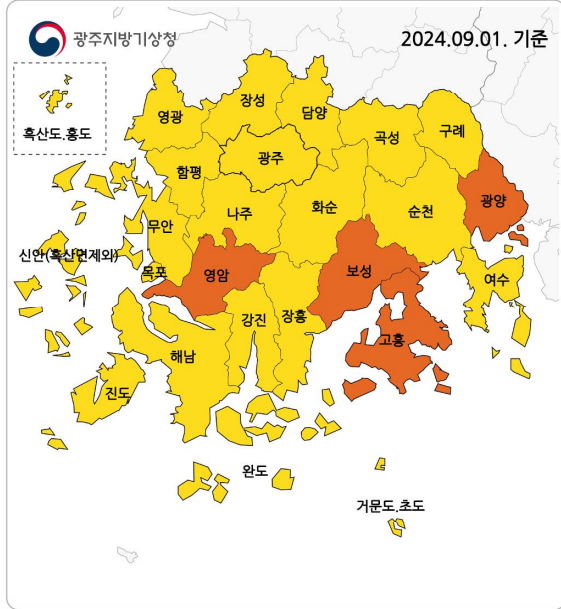 광주지방기상청
2024.09.01. 기준
흑산도.홍도
영광
장성
담양
곡성
구례
함평
광주
광양
나주
화순
순천
무안
신안(흑산면제외)
목포
영암
보성
여수
강진
장흥
고흥
해남
진도
완도
거문도.초도